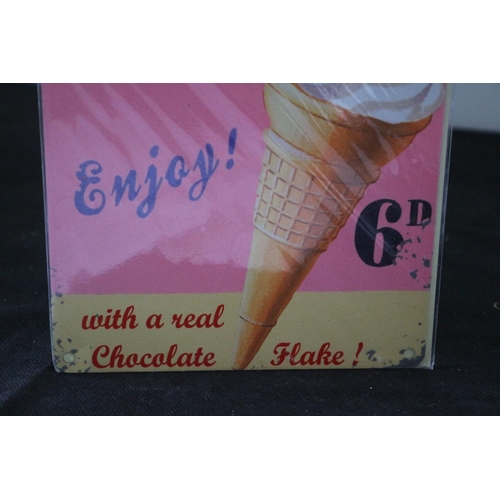 Enjoy!
6D
with a real
Chocolate Flake!